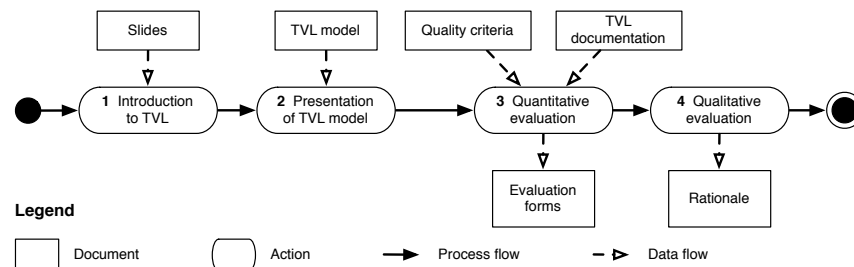 Slides
TVL model
Quality criteria
TVL
documentation
1 Introduction
to TVL
2 Presentation
of TVL model
3 Quantitative
evaluation
4 Qualitative
evaluation
Evaluation
forms
Rationale
Legend
Document
Action
Process flow
Data flow